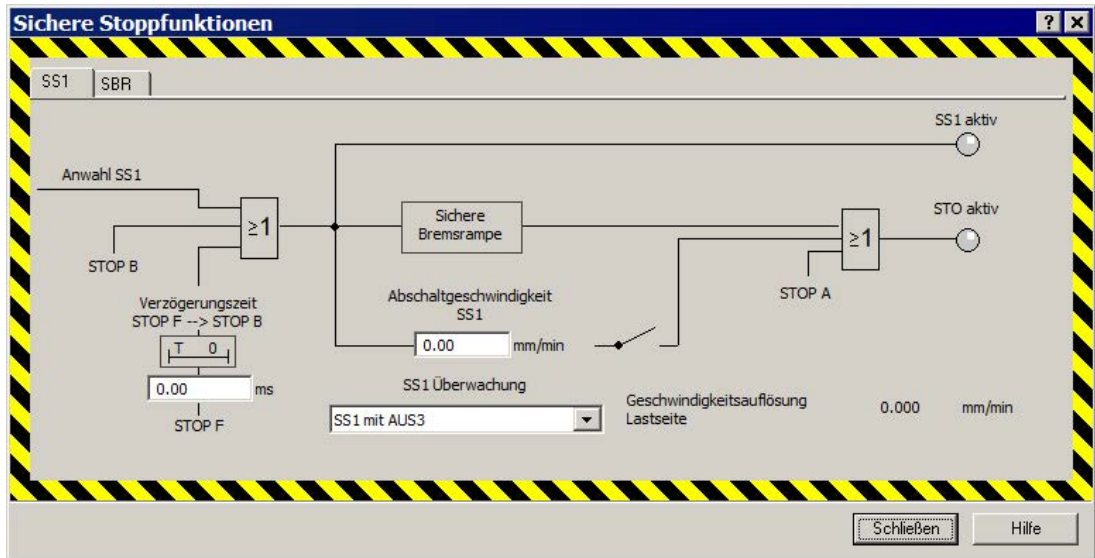 Sichere Stoppfunktionen
? X
SS1
SBR
SS1 aktiv
Anwahl SS1
≥1
Sichere
Bremsrampe
≥1
STO aktiv
STOP B
STOP A
Verzögerungszeit
STOP F --> STOP B
T 0
0.00 ms
STOP F
Abschaltgeschwindigkeit
SS1
0.00 mm/min
SS1 Überwachung
SS1 mit AUS3
Geschwindigkeitsauflösung
Lastseite
0.000 mm/min
Schließen
Hilfe